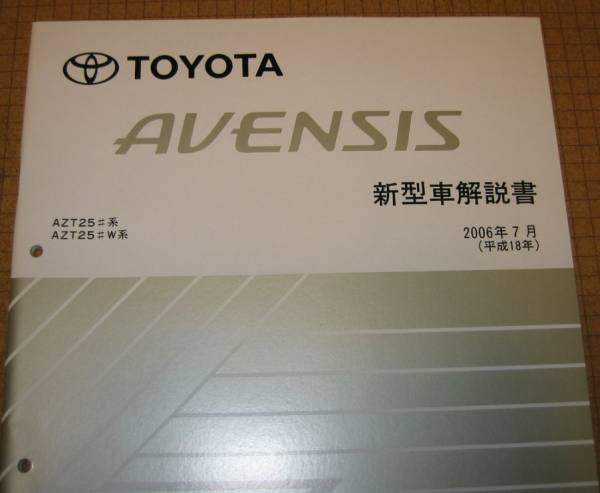 TOYOTA
AVENSIS
新型車解説書
AZT25♯系
AZT25♯W系
2006年7月
(平成18年)